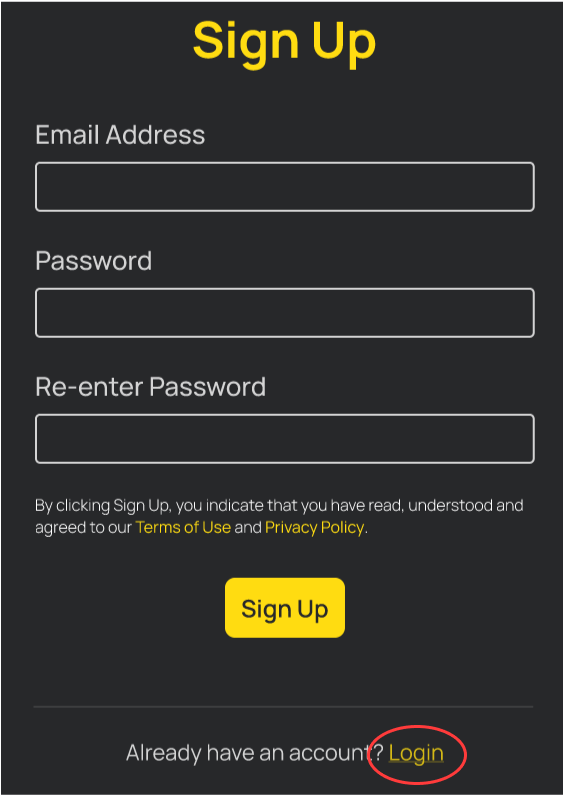 Sign Up
Email Address
Password
Re-enter Password
By clicking Sign Up, you indicate that you have read, understood and
agreed to our Terms of Use and Privacy Policy.
Sign Up
Already have an account? Login